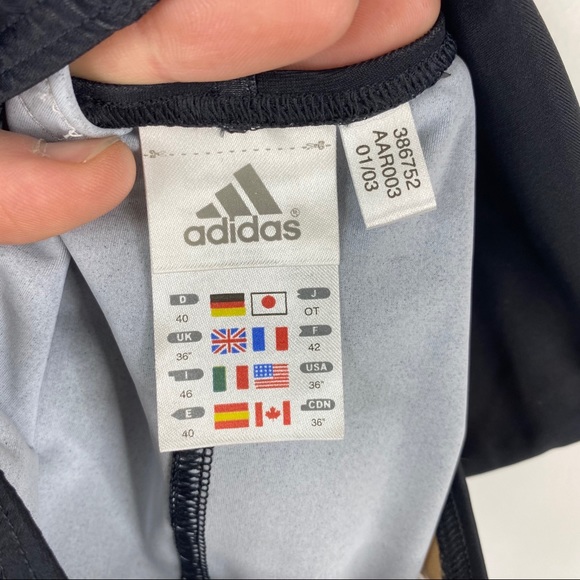 adidas®
D J
40 OT
UK F
36" 42
I USA
46 36"
E CDN
40 36"
386752
AAR003
01/03